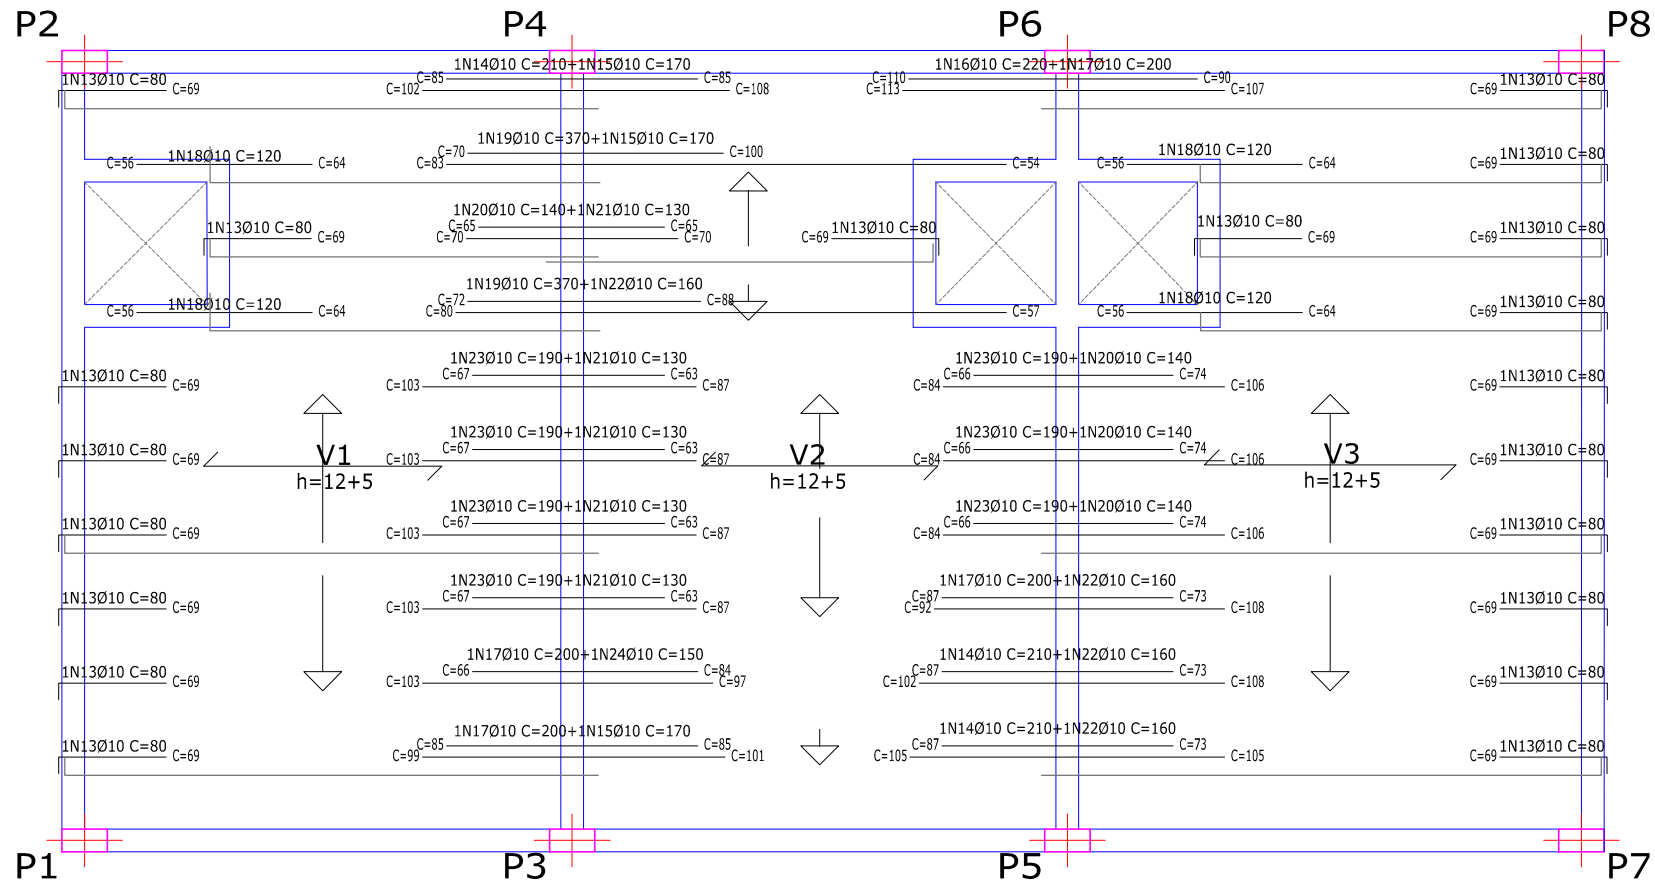 P2 P4 P6 P8
1N14Ø10 C=210+1N15Ø10 C=170 1N16Ø10 C=220+1N17Ø10 C=200
C=85 C=85 C=110 C=90
1N13Ø10 C=80 1N13Ø10 C=80
C=69 C=102 C=108 C=113 C=107 C=69
1N19Ø10 C=370+1N15Ø10 C=170
C=70 C=100
1N18Ø10 C=120 1N18Ø10 C=120 1N13Ø10 C=80
C=56 C=64 C=83 C=54 C=56 C=64 C=69
1N20Ø10 C=140+1N21Ø10 C=130
C=65 C=65
1N13Ø10 C=80 1N13Ø10 C=80 1N13Ø10 C=80 1N13Ø10 C=80
C=69 C=70 C=70 C=69 C=69 C=69
1N19Ø10 C=370+1N22Ø10 C=160
C=72 C=88
1N18Ø10 C=120 1N18Ø10 C=120 1N13Ø10 C=80
C=56 C=64 C=80 C=57 C=56 C=64 C=69
1N23Ø10 C=190+1N21Ø10 C=130 1N23Ø10 C=190+1N20Ø10 C=140
C=67 C=63 C=66 C=74
1N13Ø10 C=80 1N13Ø10 C=80
C=69 C=103 C=87 C=84 C=106 C=69
1N23Ø10 C=190+1N21Ø10 C=130 1N23Ø10 C=190+1N20Ø10 C=140
C=67 C=63 C=66 C=74
1N13Ø10 C=80 V1 V2 V3 1N13Ø10 C=80
C=69 C=103 C=87 C=84 C=106 C=69
h=12+5 h=12+5 h=12+5
1N23Ø10 C=190+1N21Ø10 C=130 1N23Ø10 C=190+1N20Ø10 C=140
C=67 C=63 C=66 C=74
1N13Ø10 C=80 1N13Ø10 C=80
C=69 C=103 C=87 C=84 C=106 C=69
1N23Ø10 C=190+1N21Ø10 C=130 1N17Ø10 C=200+1N22Ø10 C=160
C=67 C=63 C=87 C=73
1N13Ø10 C=80 1N13Ø10 C=80
C=69 C=103 C=87 C=92 C=108 C=69
1N17Ø10 C=200+1N24Ø10 C=150 1N14Ø10 C=210+1N22Ø10 C=160
C=66 C=84 C=87 C=73
1N13Ø10 C=80 1N13Ø10 C=80
C=69 C=103 C=97 C=102 C=108 C=69
1N17Ø10 C=200+1N15Ø10 C=170 1N14Ø10 C=210+1N22Ø10 C=160
C=85 C=85 C=87 C=73
1N13Ø10 C=80 1N13Ø10 C=80
C=69 C=99 C=101 C=105 C=105 C=69
P1 P3 P5 P7